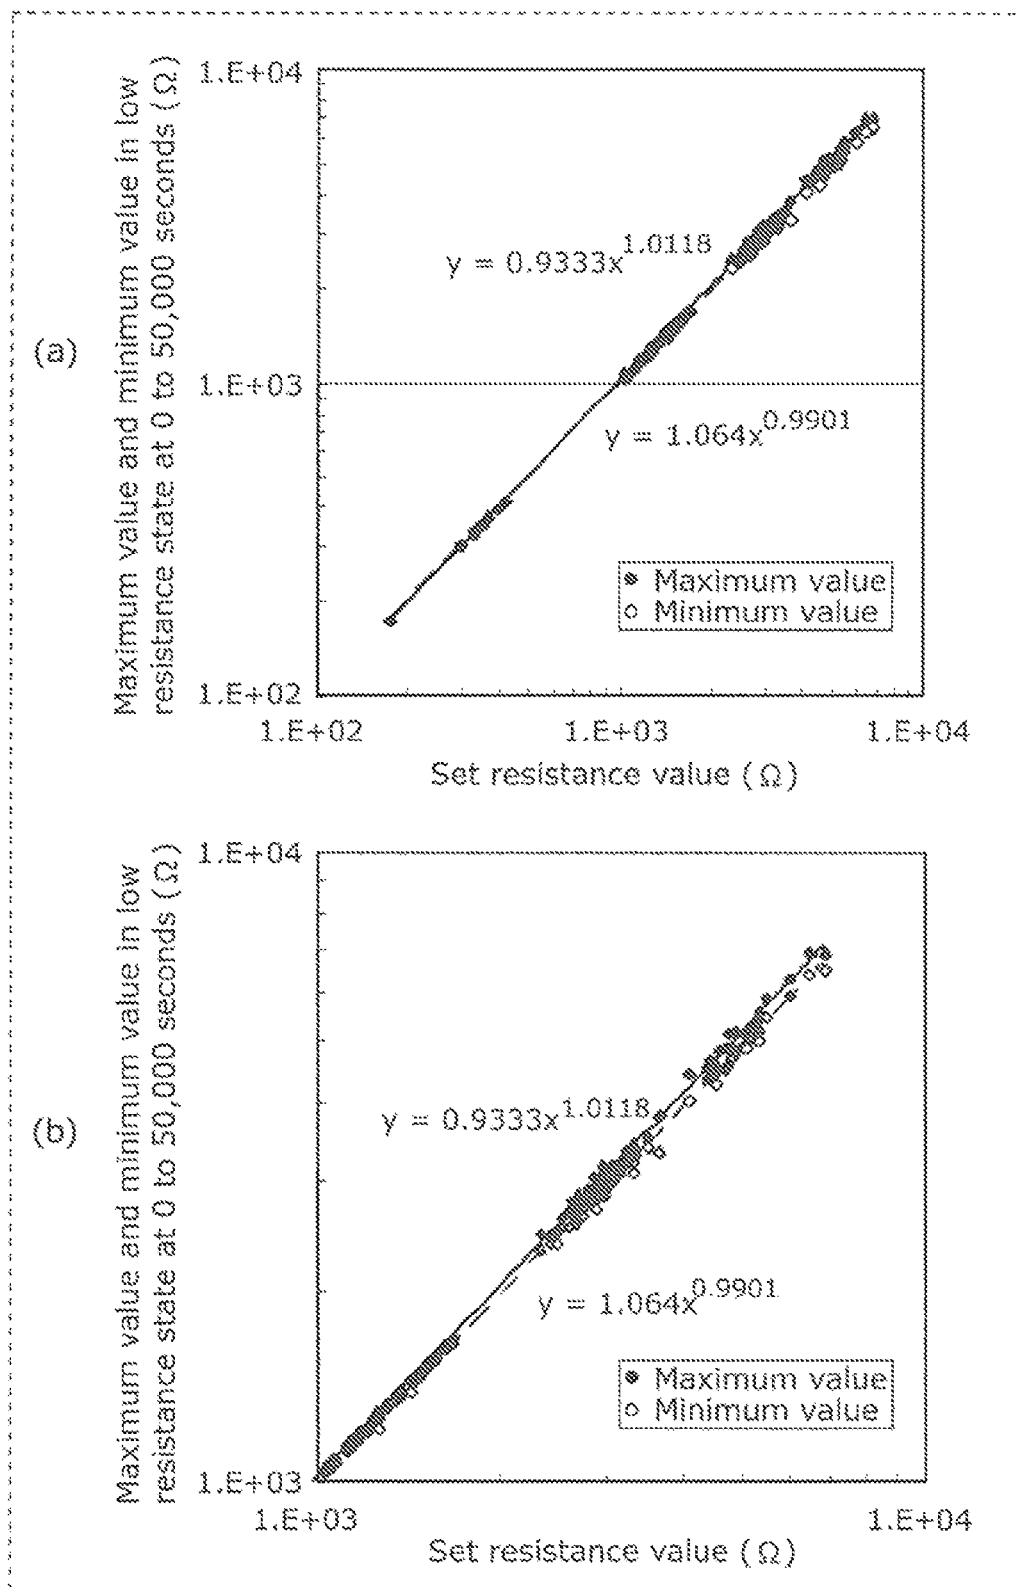 (a)
Maximum value and minimum value in low
resistance state at 0 to 50,000 seconds (Ω)
1.E+04
1.E+03
1.E+02
y = 0.9333x^1.0118
y = 1.064x^0.9901
Maximum value
Minimum value
1.E+02 1.E+03 1.E+04
Set resistance value (Ω)
(b)
Maximum value and minimum value in low
resistance state at 0 to 50,000 seconds (Ω)
1.E+04
1.E+03
y = 0.9333x^1.0118
y = 1.064x^0.9901
Maximum value
Minimum value
1.E+03 1.E+04
Set resistance value (Ω)